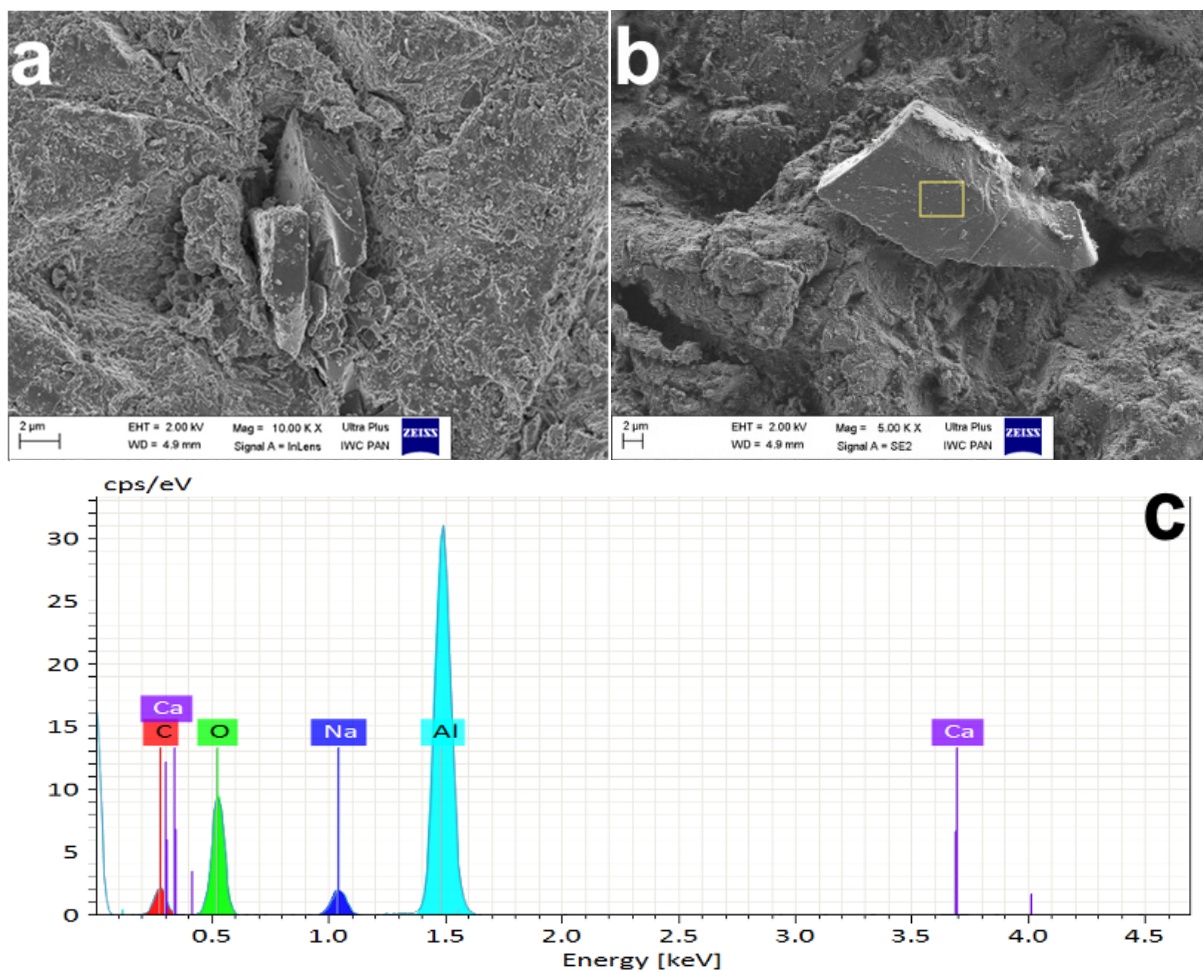 a
2 µm
EHT = 2.00 kV Mag = 10.00 K X Ultra Plus
WD = 4.9 mm Signal A = InLens IWC PAN
ZEISS
b
2 µm
EHT = 2.00 kV Mag = 5.00 K X Ultra Plus
WD = 4.9 mm Signal A = SE2 IWC PAN
ZEISS
cps/eV
c
30
25
20
15
10
5
0
Ca
C O Na Al Ca
0.5 1.0 1.5 2.0 2.5 3.0 3.5 4.0 4.5
Energy [keV]